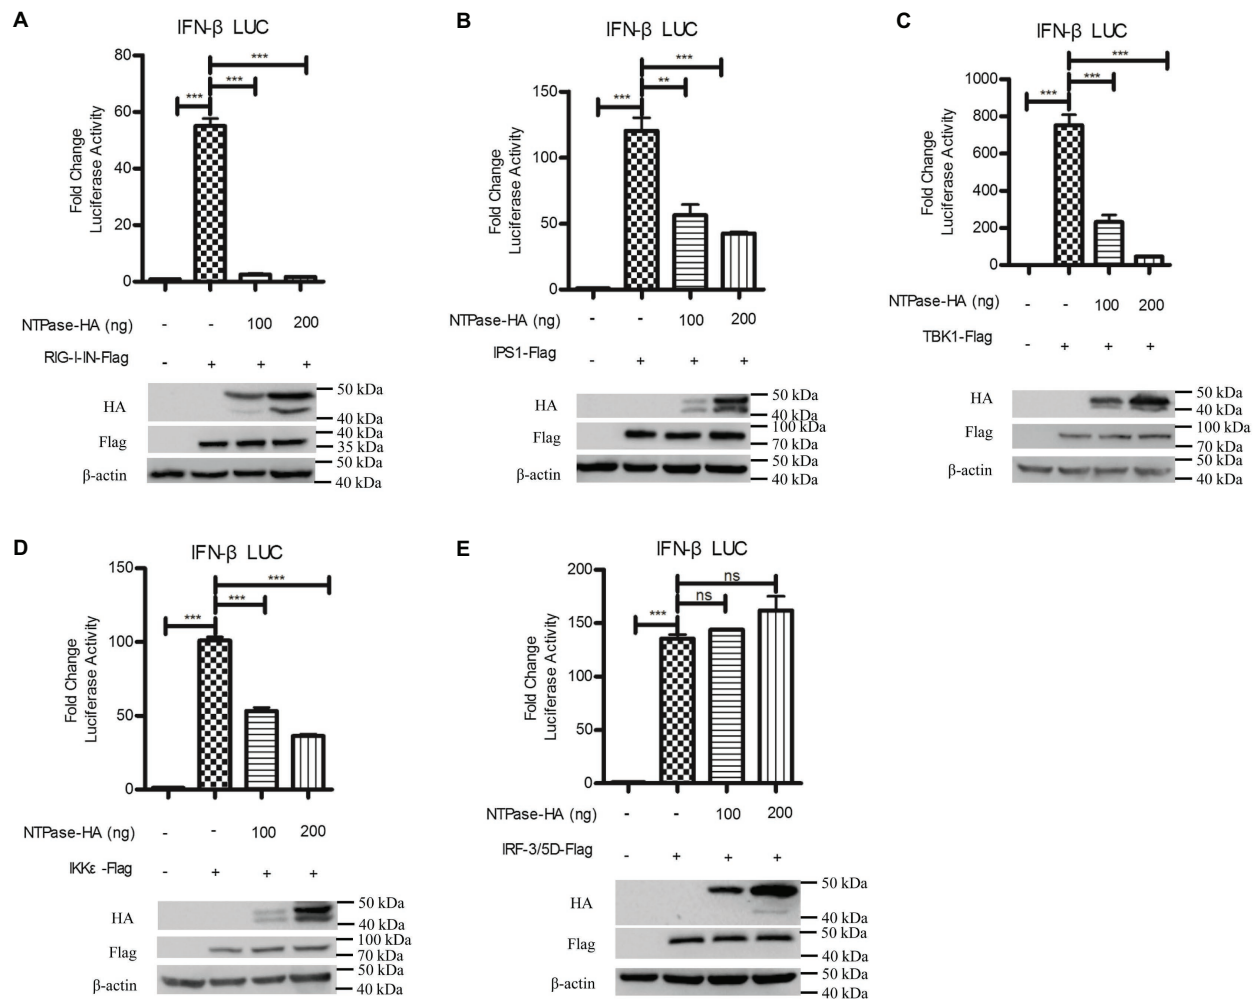 A
IFN-β LUC
Fold Change
Luciferase Activity
80
60
40
20
0
***
***
***
NTPase-HA (ng) - - 100 200
RIG-I-IN-Flag - + + +
HA
50 kDa
40 kDa
Flag
40 kDa
35 kDa
β-actin
50 kDa
40 kDa
B
IFN-β LUC
Fold Change
Luciferase Activity
150
100
50
0
***
**
***
NTPase-HA (ng) - - 100 200
IPS1-Flag - + + +
HA
50 kDa
40 kDa
Flag
100 kDa
70 kDa
β-actin
50 kDa
40 kDa
C
IFN-β LUC
Fold Change
Luciferase Activity
1000
800
600
400
200
0
***
***
***
NTPase-HA (ng) - - 100 200
TBK1-Flag - + + +
HA
50 kDa
40 kDa
Flag
100 kDa
70 kDa
β-actin
50 kDa
40 kDa
D
IFN-β LUC
Fold Change
Luciferase Activity
150
100
50
0
***
***
***
NTPase-HA (ng) - - 100 200
IKKε -Flag - + + +
HA
50 kDa
40 kDa
Flag
100 kDa
70 kDa
β-actin
50 kDa
40 kDa
E
IFN-β LUC
Fold Change
Luciferase Activity
200
150
100
50
0
***
ns
ns
NTPase-HA (ng) - - 100 200
IRF-3/5D-Flag - + + +
HA
50 kDa
40 kDa
Flag
50 kDa
40 kDa
β-actin
50 kDa
40 kDa